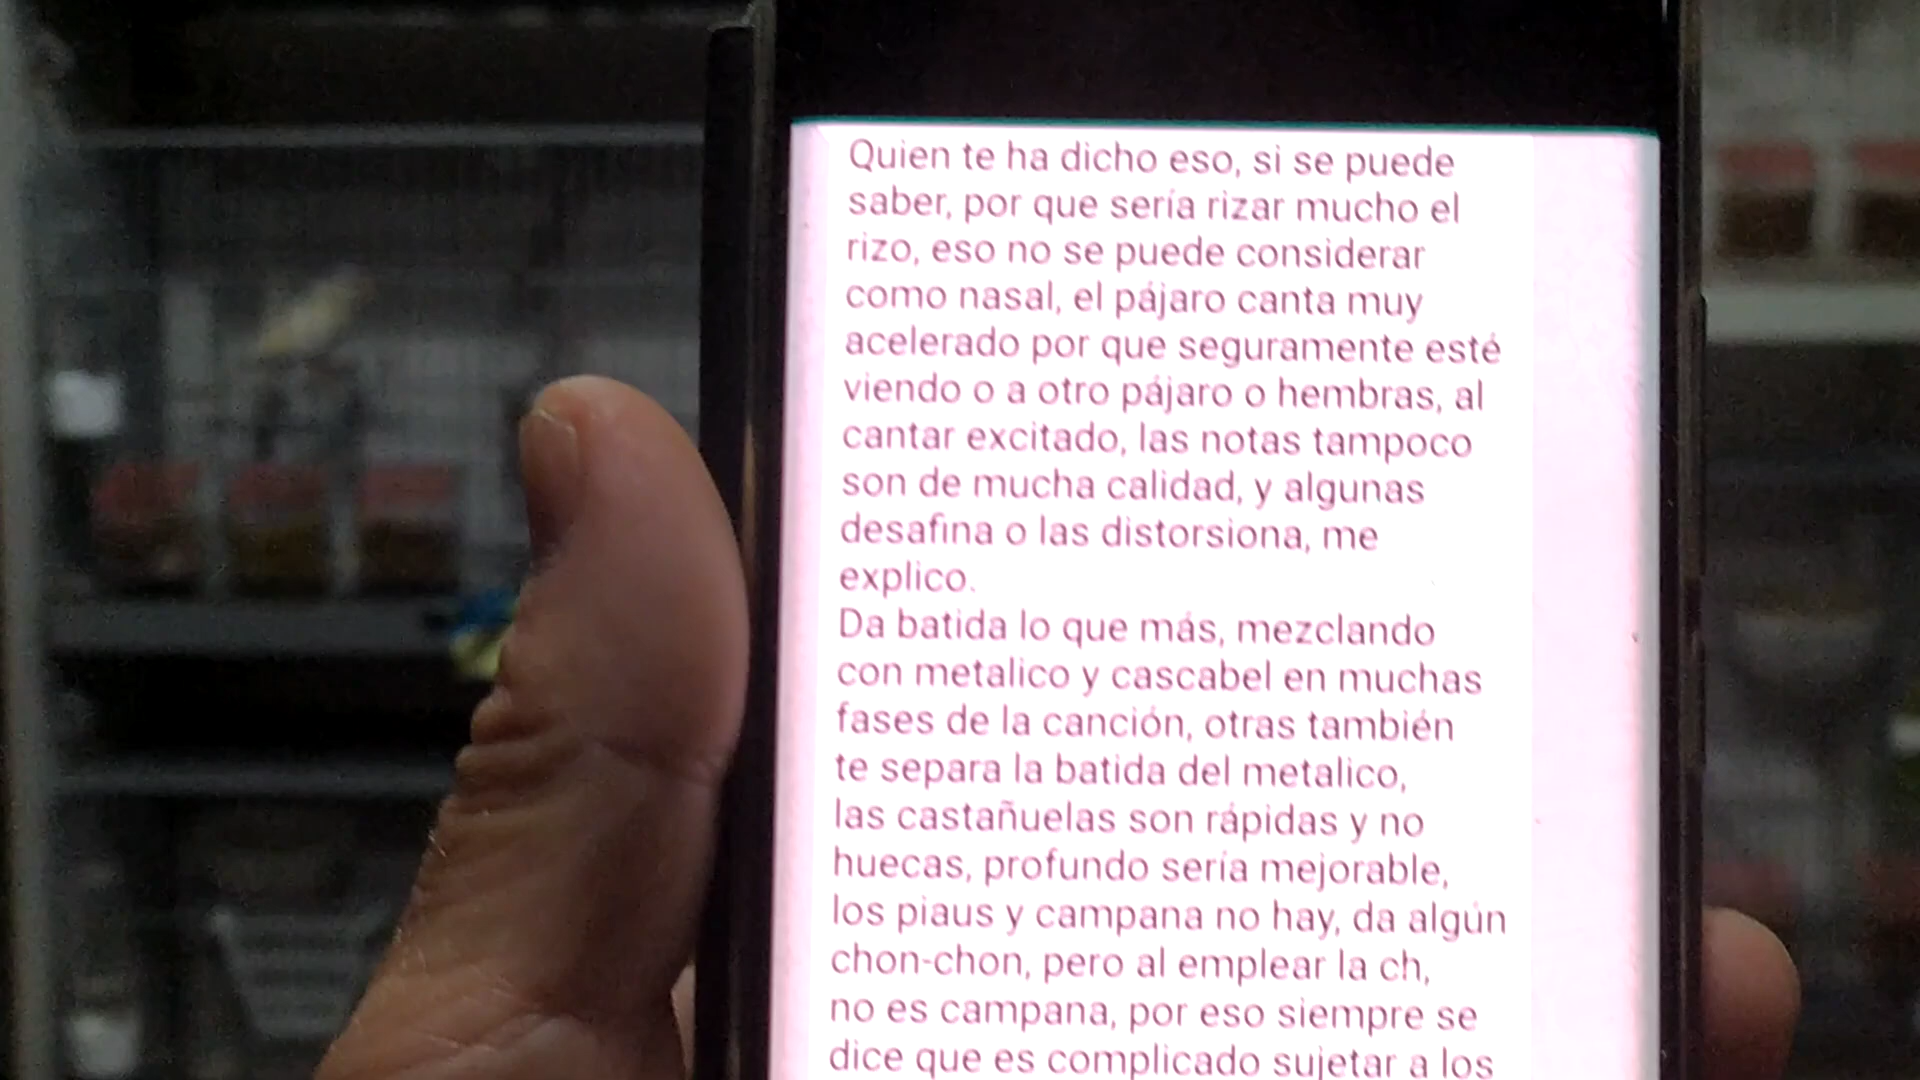 Quien te ha dicho eso, si se puede
saber, por que sería rizar mucho el
rizo, eso no se puede considerar
como nasal, el pájaro canta muy
acelerado por que seguramente esté
viendo o a otro pájaro o hembras, al
cantar excitado, las notas tampoco
son de mucha calidad, y algunas
desafina o las distorsiona, me
explico.
Da batida lo que más, mezclando
con metalico y cascabel en muchas
fases de la canción, otras también
te separa la batida del metalico,
las castañuelas son rápidas y no
huecas, profundo sería mejorable,
los piaus y campana no hay, da algún
chon-chon, pero al emplear la ch,
no es campana, por eso siempre se
dice que es complicado sujetar a los